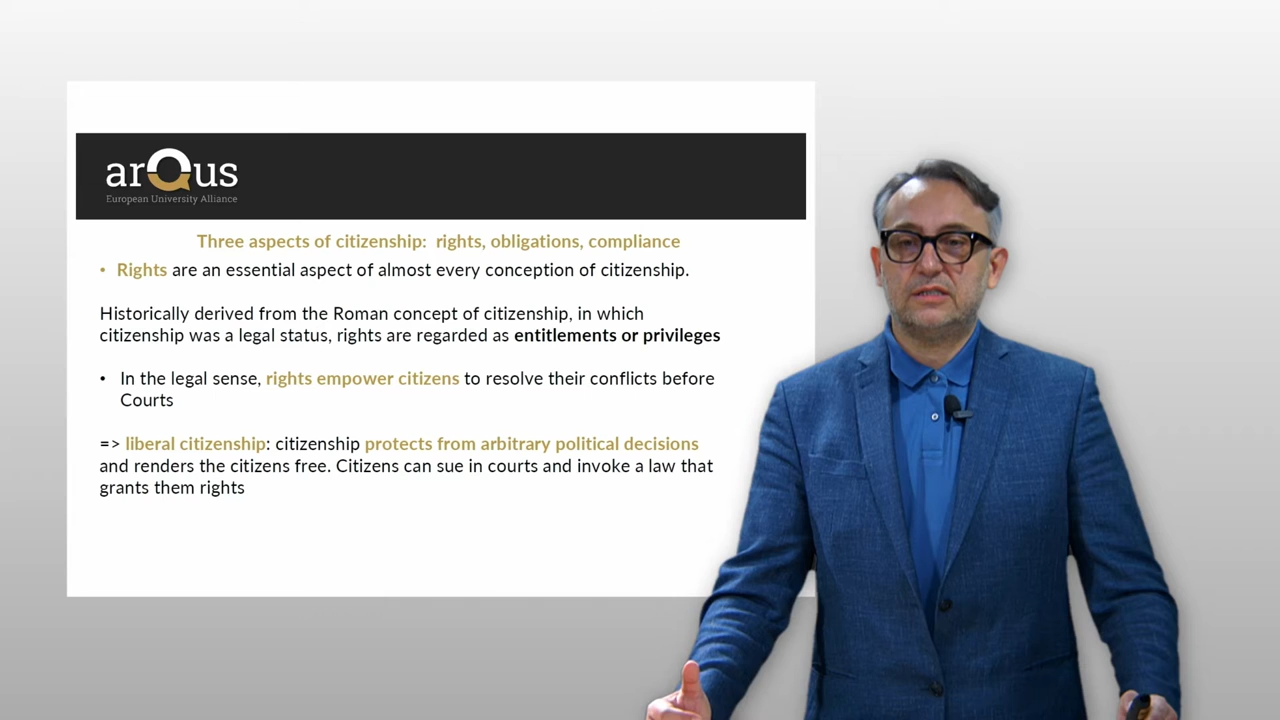 arQus
European University Alliance
Three aspects of citizenship: rights, obligations, compliance
• Rights are an essential aspect of almost every conception of citizenship.
Historically derived from the Roman concept of citizenship, in which
citizenship was a legal status, rights are regarded as entitlements or privileges
• In the legal sense, rights empower citizens to resolve their conflicts before
Courts
=> liberal citizenship: citizenship protects from arbitrary political decisions
and renders the citizens free. Citizens can sue in courts and invoke a law that
grants them rights